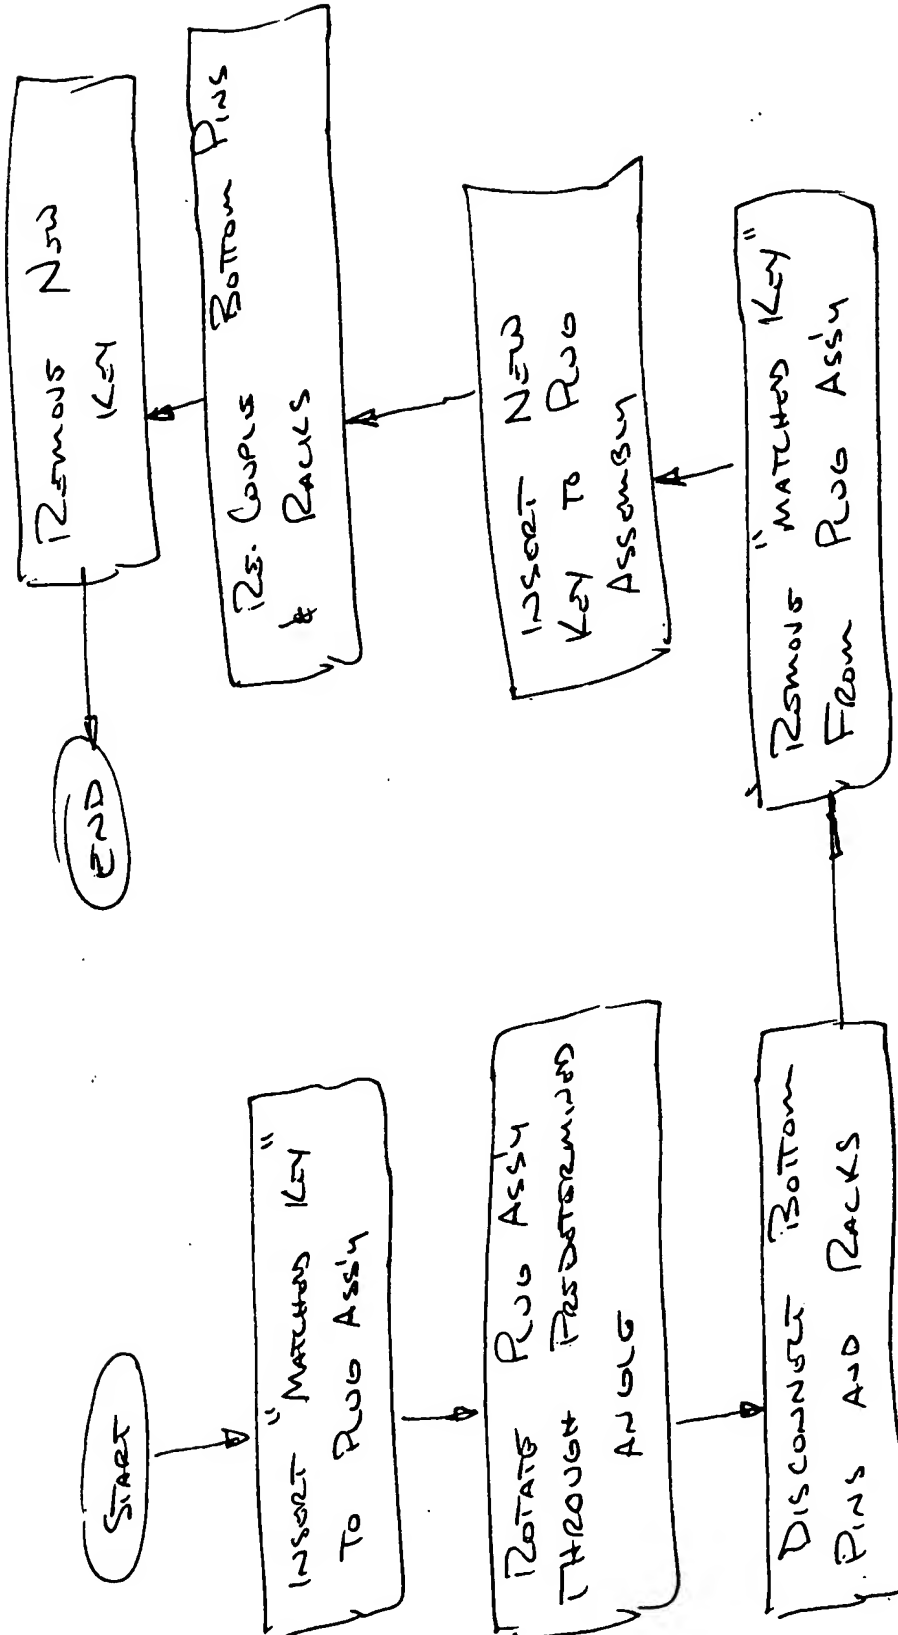 START
INSERT "MATCHED KEY"
TO PLUG ASS'Y
ROTATE PLUG ASSY
THROUGH PREDETERMINED
ANGLE
DISCONNECT BOTTOM
PINS AND RACKS
REMOVE "MATCHED KEY"
FROM PLUG ASS'Y
INSERT NEW
KEY TO PLUG
ASSEMBLY
RE. COUPLE BOTTOM PINS
& RACKS
REMOVE NEW
KEY
END